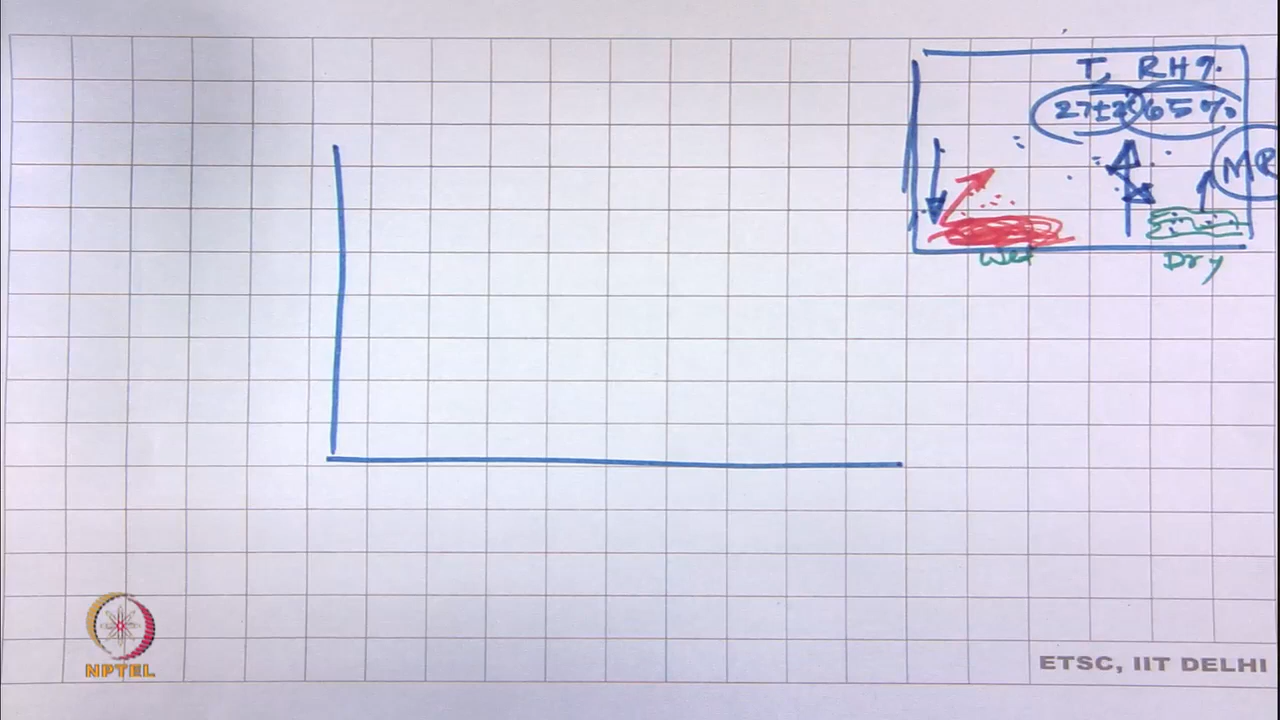 T, RH%
27±2 65%
MR
Wet
Dry
NPTEL
ETSC, IIT DELHI